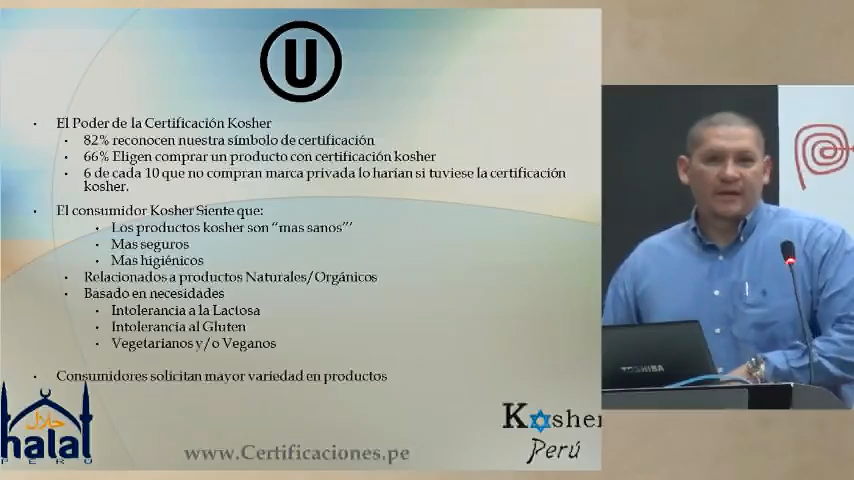 U
El Poder de la Certificación Kosher
82% reconocen nuestra símbolo de certificación
66% Eligen comprar un producto con certificación kosher
6 de cada 10 que no compran marca privada lo harían si tuviese la certificación
kosher.
El consumidor Kosher Siente que:
Los productos kosher son “mas sanos”’
Mas seguros
Mas higiénicos
Relacionados a productos Naturales/Orgánicos
Basado en necesidades
Intolerancia a la Lactosa
Intolerancia al Gluten
Vegetarianos y/o Veganos
Consumidores solicitan mayor variedad en productos
حلال
halal
PERU
www.Certificaciones.pe
Kosher
Perú
TOSHIBA